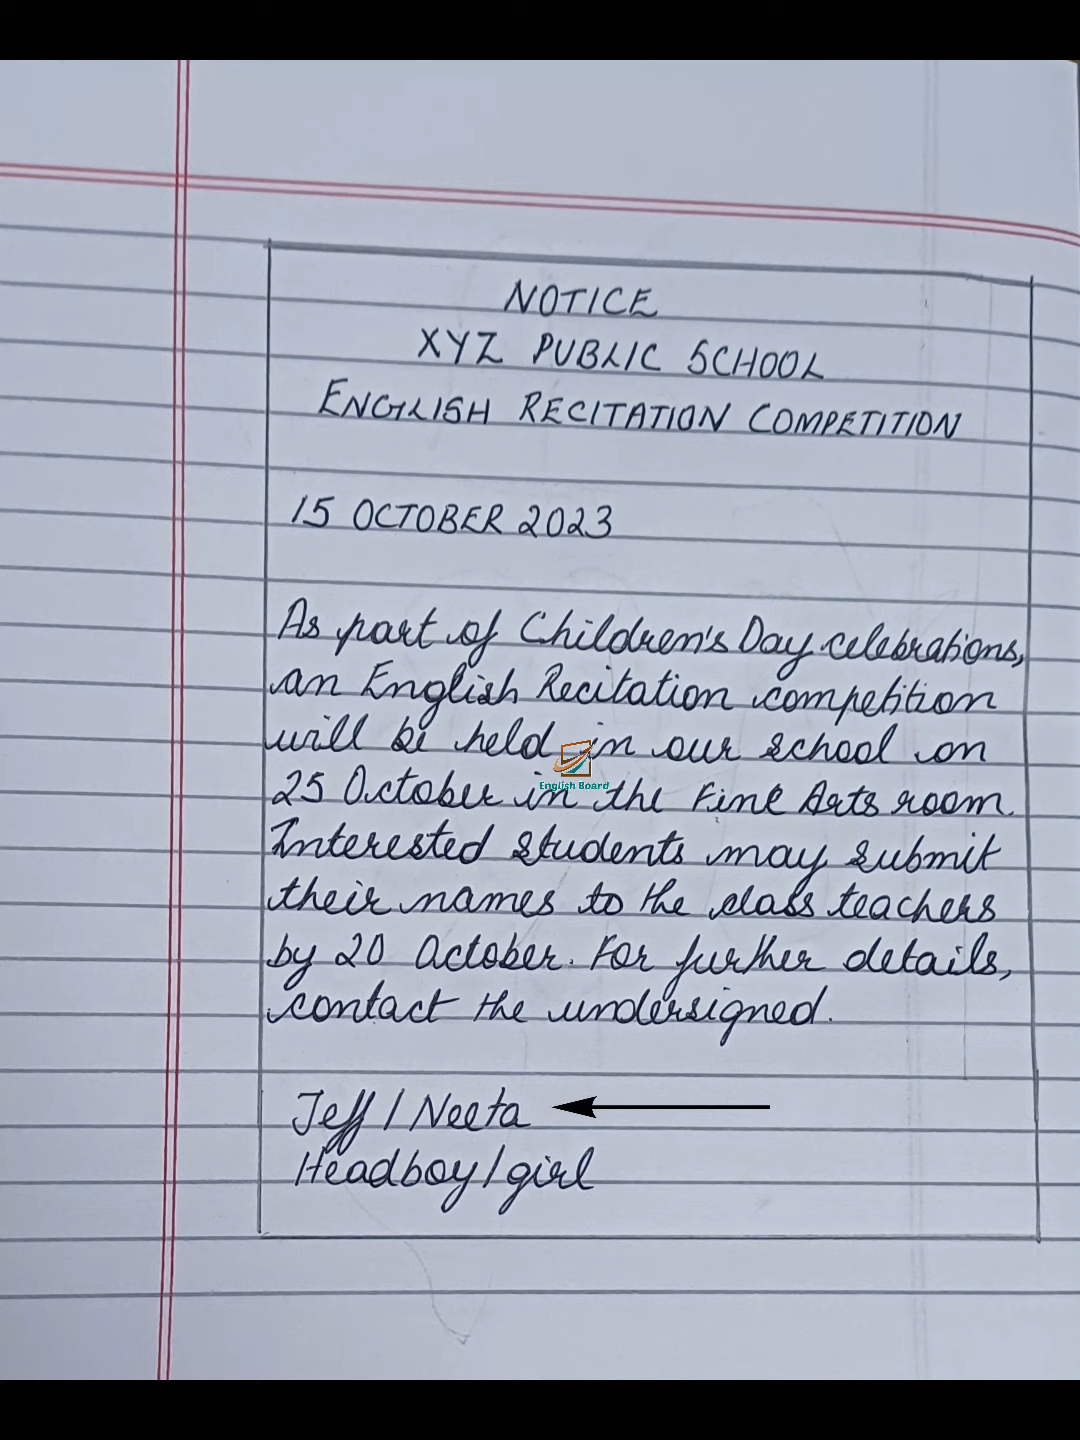 NOTICE
XYZ PUBLIC SCHOOL
ENGLISH RECITATION COMPETITION
15 OCTOBER 2023
As part of Children's Day celebrations,
an English Recitation competition
will be held in our school on
English Board
25 October in the Fine Arts room.
Interested students may submit
their names to the class teachers
by 20 October. For further details,
contact the undersigned.
Jeff / Neeta
Headboy / girl